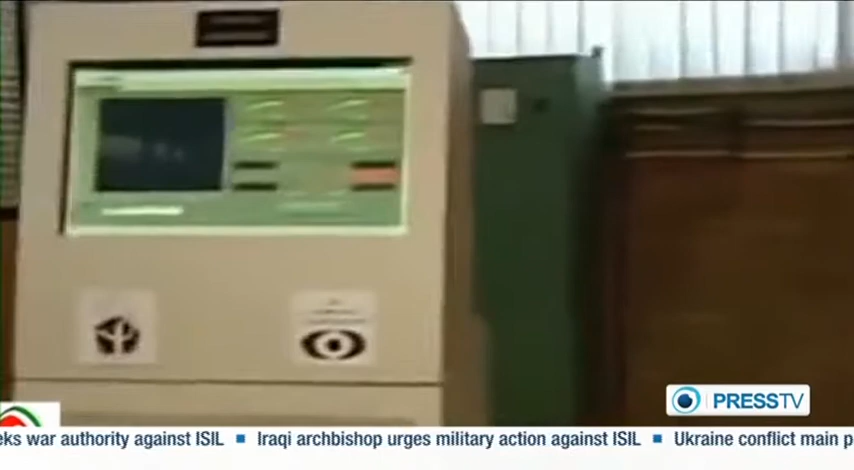 PRESSTV
eks war authority against ISIL ▪ Iraqi archbishop urges military action against ISIL ▪ Ukraine conflict main p